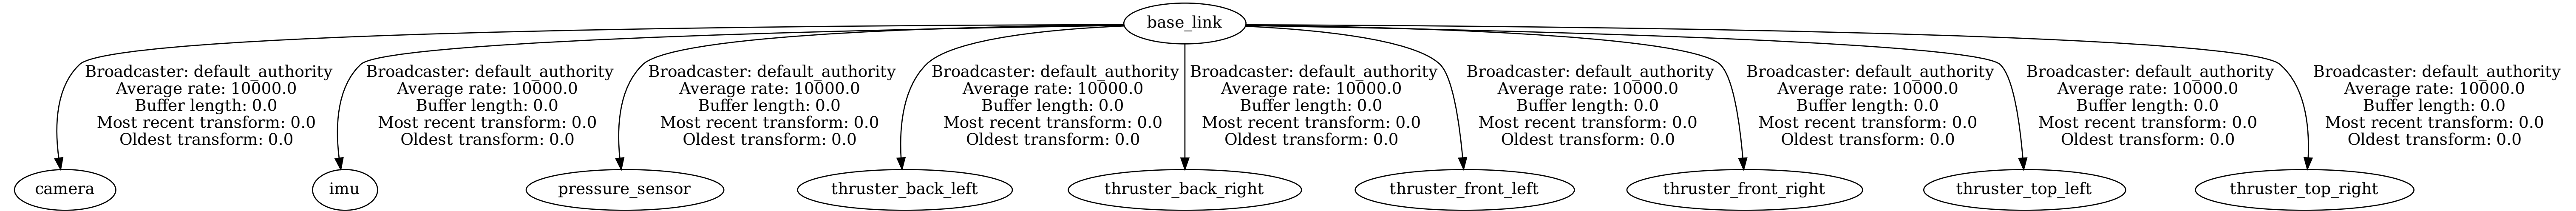 base_link
Broadcaster: default_authority
Average rate: 10000.0
Buffer length: 0.0
Most recent transform: 0.0
Oldest transform: 0.0
Broadcaster: default_authority
Average rate: 10000.0
Buffer length: 0.0
Most recent transform: 0.0
Oldest transform: 0.0
Broadcaster: default_authority
Average rate: 10000.0
Buffer length: 0.0
Most recent transform: 0.0
Oldest transform: 0.0
Broadcaster: default_authority
Average rate: 10000.0
Buffer length: 0.0
Most recent transform: 0.0
Oldest transform: 0.0
Broadcaster: default_authority
Average rate: 10000.0
Buffer length: 0.0
Most recent transform: 0.0
Oldest transform: 0.0
Broadcaster: default_authority
Average rate: 10000.0
Buffer length: 0.0
Most recent transform: 0.0
Oldest transform: 0.0
Broadcaster: default_authority
Average rate: 10000.0
Buffer length: 0.0
Most recent transform: 0.0
Oldest transform: 0.0
Broadcaster: default_authority
Average rate: 10000.0
Buffer length: 0.0
Most recent transform: 0.0
Oldest transform: 0.0
Broadcaster: default_authority
Average rate: 10000.0
Buffer length: 0.0
Most recent transform: 0.0
Oldest transform: 0.0
camera
imu
pressure_sensor
thruster_back_left
thruster_back_right
thruster_front_left
thruster_front_right
thruster_top_left
thruster_top_right